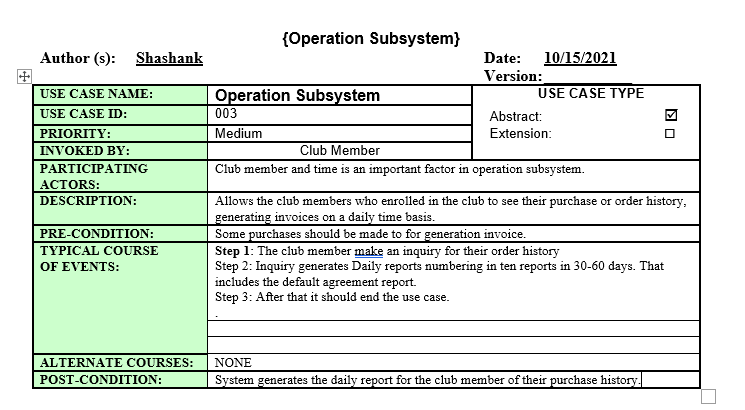 {Operation Subsystem}
Author (s): Shashank Date: 10/15/2021
Version:
USE CASE NAME: Operation Subsystem USE CASE TYPE
USE CASE ID: 003 Abstract: ☑
PRIORITY: Medium Extension: ☐
INVOKED BY: Club Member
PARTICIPATING ACTORS: Club member and time is an important factor in operation subsystem.
DESCRIPTION: Allows the club members who enrolled in the club to see their purchase or order history,
generating invoices on a daily time basis.
PRE-CONDITION: Some purchases should be made to for generation invoice.
TYPICAL COURSE
OF EVENTS:
Step 1: The club member make an inquiry for their order history
Step 2: Inquiry generates Daily reports numbering in ten reports in 30-60 days. That
includes the default agreement report.
Step 3: After that it should end the use case.
.
ALTERNATE COURSES: NONE
POST-CONDITION: System generates the daily report for the club member of their purchase history.